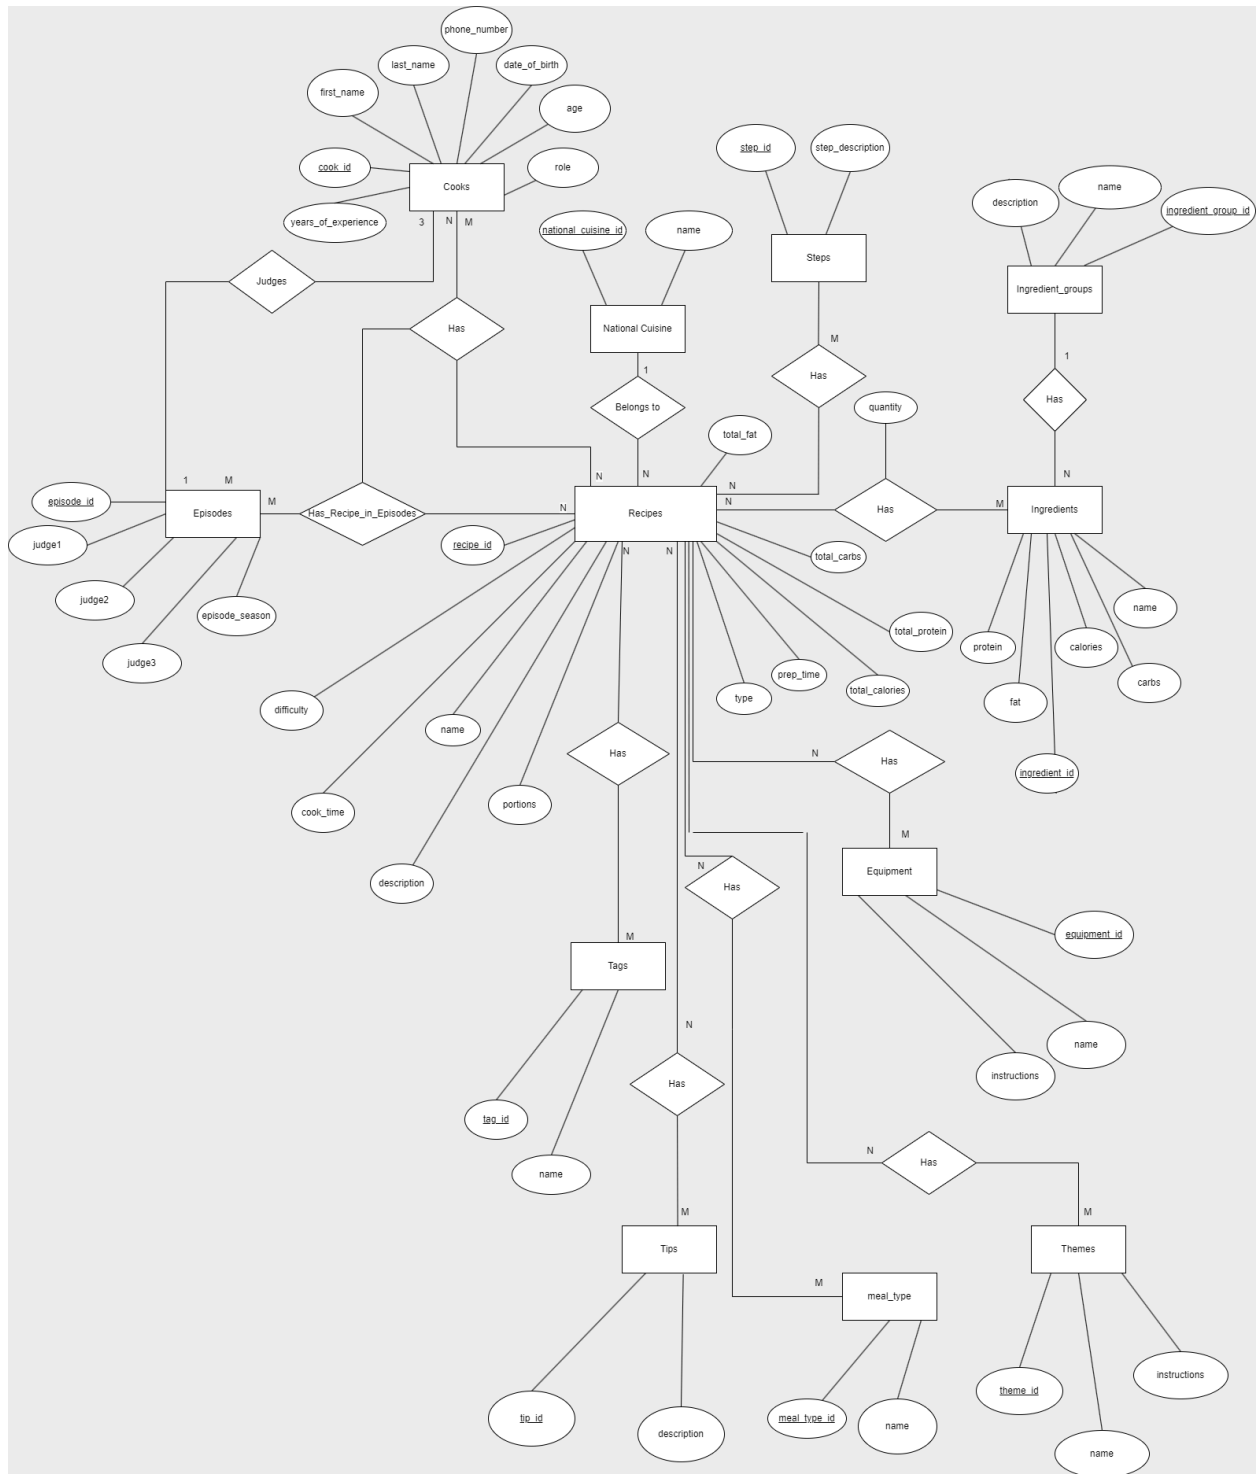 phone_number
last_name
date_of_birth
first_name
age
cook_id
Cooks
role
years_of_experience
3
N
M
step_id
step_description
description
name
ingredient_group_id
national_cuisine_id
name
Steps
Ingredient_groups
Judges
Has
National Cuisine
M
1
1
Has
Has
Belongs to
quantity
total_fat
N
N
N
N
N
1
M
M
N
M
episode_id
Episodes
Has_Recipe_in_Episodes
Recipes
Has
Ingredients
judge1
recipe_id
N
N
total_carbs
judge2
episode_season
name
judge3
total_protein
protein
calories
difficulty
name
type
prep_time
total_calories
fat
carbs
Has
N
Has
ingredient_id
cook_time
portions
M
Equipment
N
Has
description
M
equipment_id
Tags
N
name
instructions
Has
tag_id
name
N
Has
M
M
Tips
Themes
M
meal_type
instructions
theme_id
tip_id
description
meal_type_id
name
name